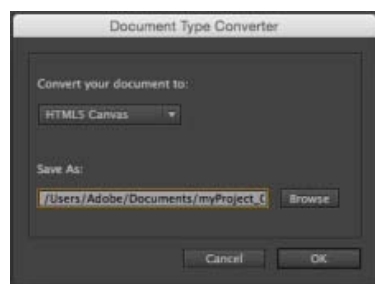 Document Type Converter
Convert your document to:
HTML5 Canvas
Save As:
/Users/Adobe/Documents/myProject_C
Browse
Cancel
OK